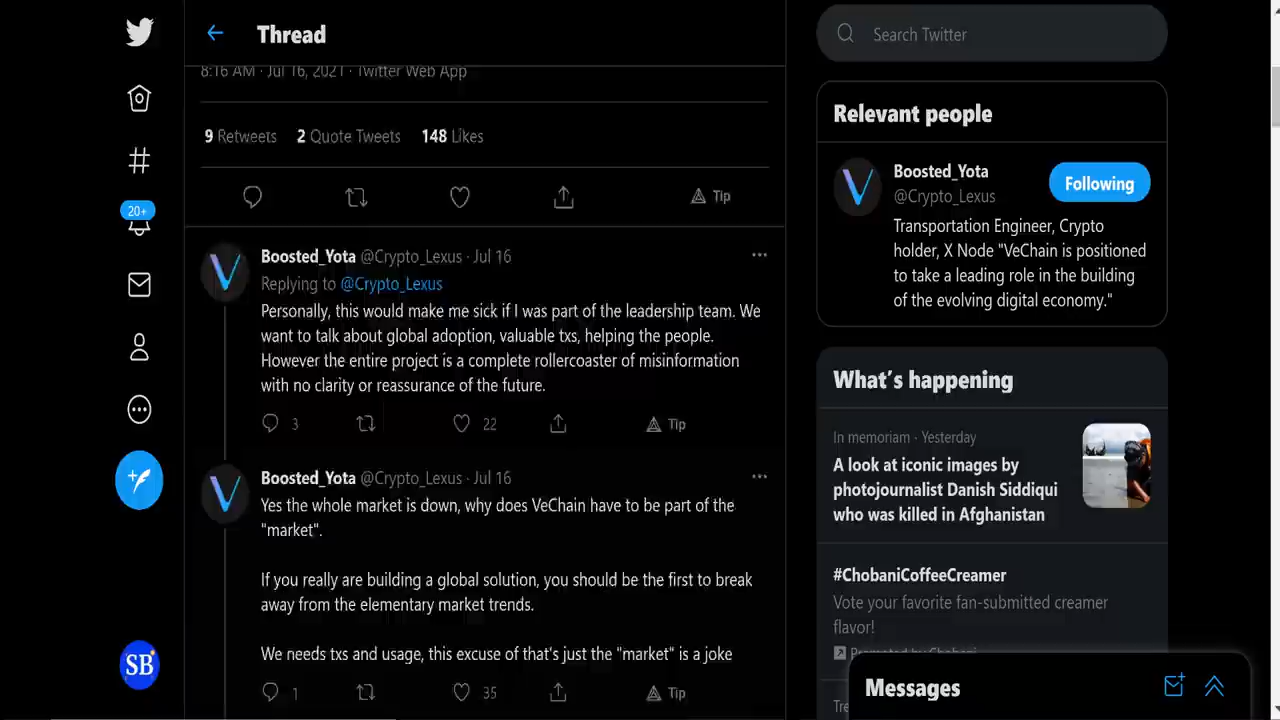 Thread
8:16 AM · Jul 16, 2021 · Twitter Web App
9 Retweets 2 Quote Tweets 148 Likes
Tip
20+
Boosted_Yota @Crypto_Lexus · Jul 16
Replying to @Crypto_Lexus
Personally, this would make me sick if I was part of the leadership team. We
want to talk about global adoption, valuable txs, helping the people.
However the entire project is a complete rollercoaster of misinformation
with no clarity or reassurance of the future.
3 22 Tip
Boosted_Yota @Crypto_Lexus · Jul 16
Yes the whole market is down, why does VeChain have to be part of the
"market".
If you really are building a global solution, you should be the first to break
away from the elementary market trends.
We needs txs and usage, this excuse of that's just the "market" is a joke
1 35 Tip
SB
Search Twitter
Relevant people
Boosted_Yota
@Crypto_Lexus
Following
Transportation Engineer, Crypto
holder, X Node "VeChain is positioned
to take a leading role in the building
of the evolving digital economy."
What's happening
In memoriam · Yesterday
A look at iconic images by
photojournalist Danish Siddiqui
who was killed in Afghanistan
#ChobaniCoffeeCreamer
Vote your favorite fan-submitted creamer
flavor!
Promoted by Chobani
Tre
Messages